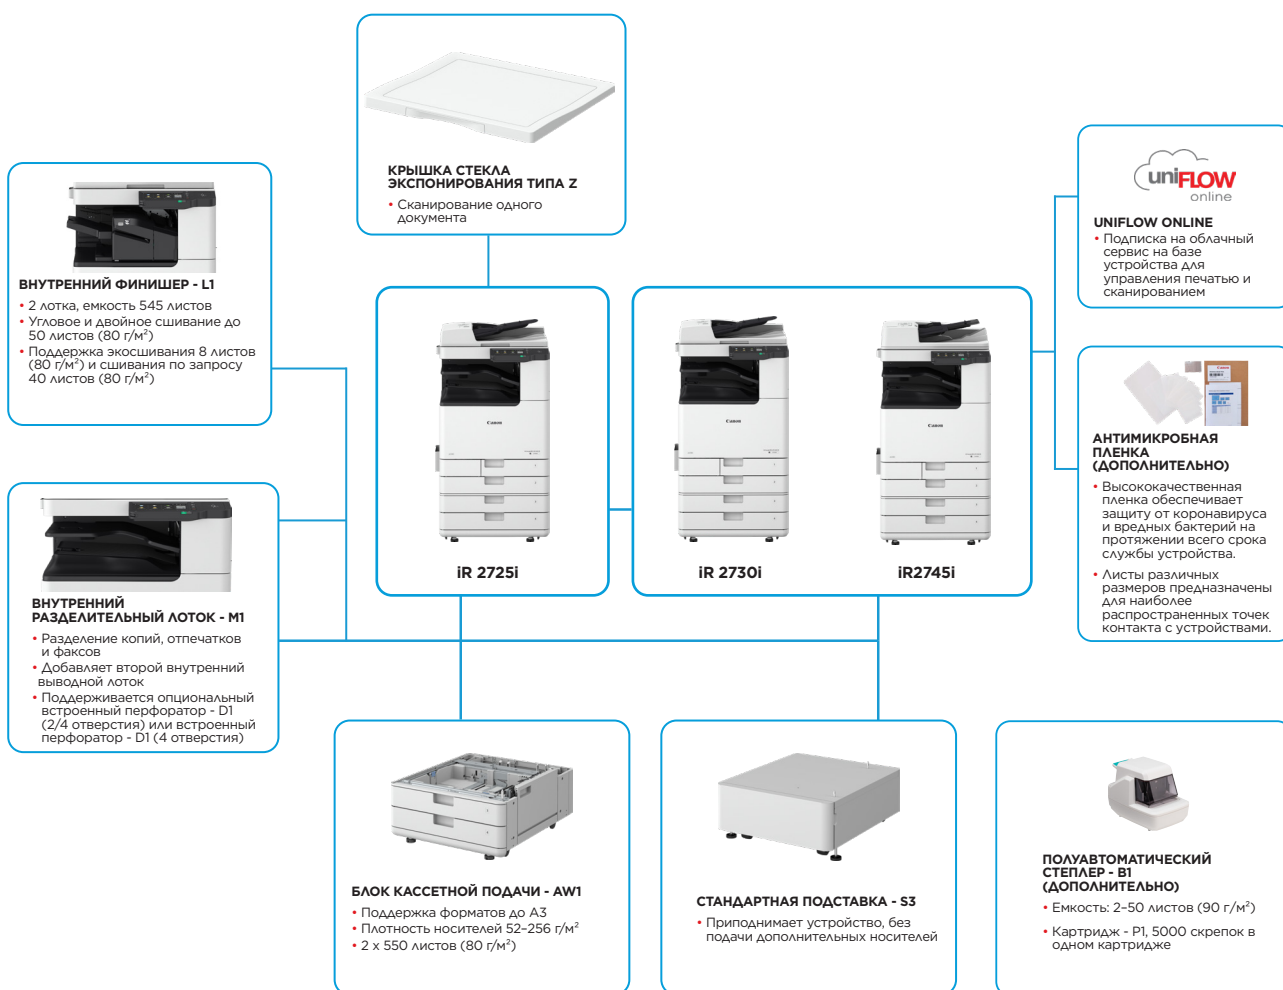 КРЫШКА СТЕКЛА
ЭКСПОНИРОВАНИЯ ТИПА Z
• Сканирование одного
документа
ВНУТРЕННИЙ ФИНИШЕР - L1
• 2 лотка, емкость 545 листов
• Угловое и двойное сшивание до
50 листов (80 г/м²)
• Поддержка экосшивания 8 листов
(80 г/м²) и сшивания по запросу
40 листов (80 г/м²)
ВНУТРЕННИЙ
РАЗДЕЛИТЕЛЬНЫЙ ЛОТОК - M1
• Разделение копий, отпечатков
и факсов
• Добавляет второй внутренний
выводной лоток
• Поддерживается опциональный
встроенный перфоратор - D1
(2/4 отверстия) или встроенный
перфоратор - D1 (4 отверстия)
Canon
iR 2725i
Canon
iR 2730i
Canon
iR2745i
uniFLOW
online
UNIFLOW ONLINE
• Подписка на облачный
сервис на базе
устройства для
управления печатью и
сканированием
Canon
АНТИМИКРОБНАЯ
ПЛЕНКА
(ДОПОЛНИТЕЛЬНО)
• Высококачественная
пленка обеспечивает
защиту от коронавируса
и вредных бактерий на
протяжении всего срока
службы устройства.
• Листы различных
размеров предназначены
для наиболее
распространенных точек
контакта с устройствами.
БЛОК КАССЕТНОЙ ПОДАЧИ - AW1
• Поддержка форматов до A3
• Плотность носителей 52–256 г/м²
• 2 x 550 листов (80 г/м²)
СТАНДАРТНАЯ ПОДСТАВКА - S3
• Приподнимает устройство, без
подачи дополнительных носителей
ПОЛУАВТОМАТИЧЕСКИЙ
СТЕПЛЕР - B1
(ДОПОЛНИТЕЛЬНО)
• Емкость: 2–50 листов (90 г/м²)
• Картридж - P1, 5000 скрепок в
одном картридже